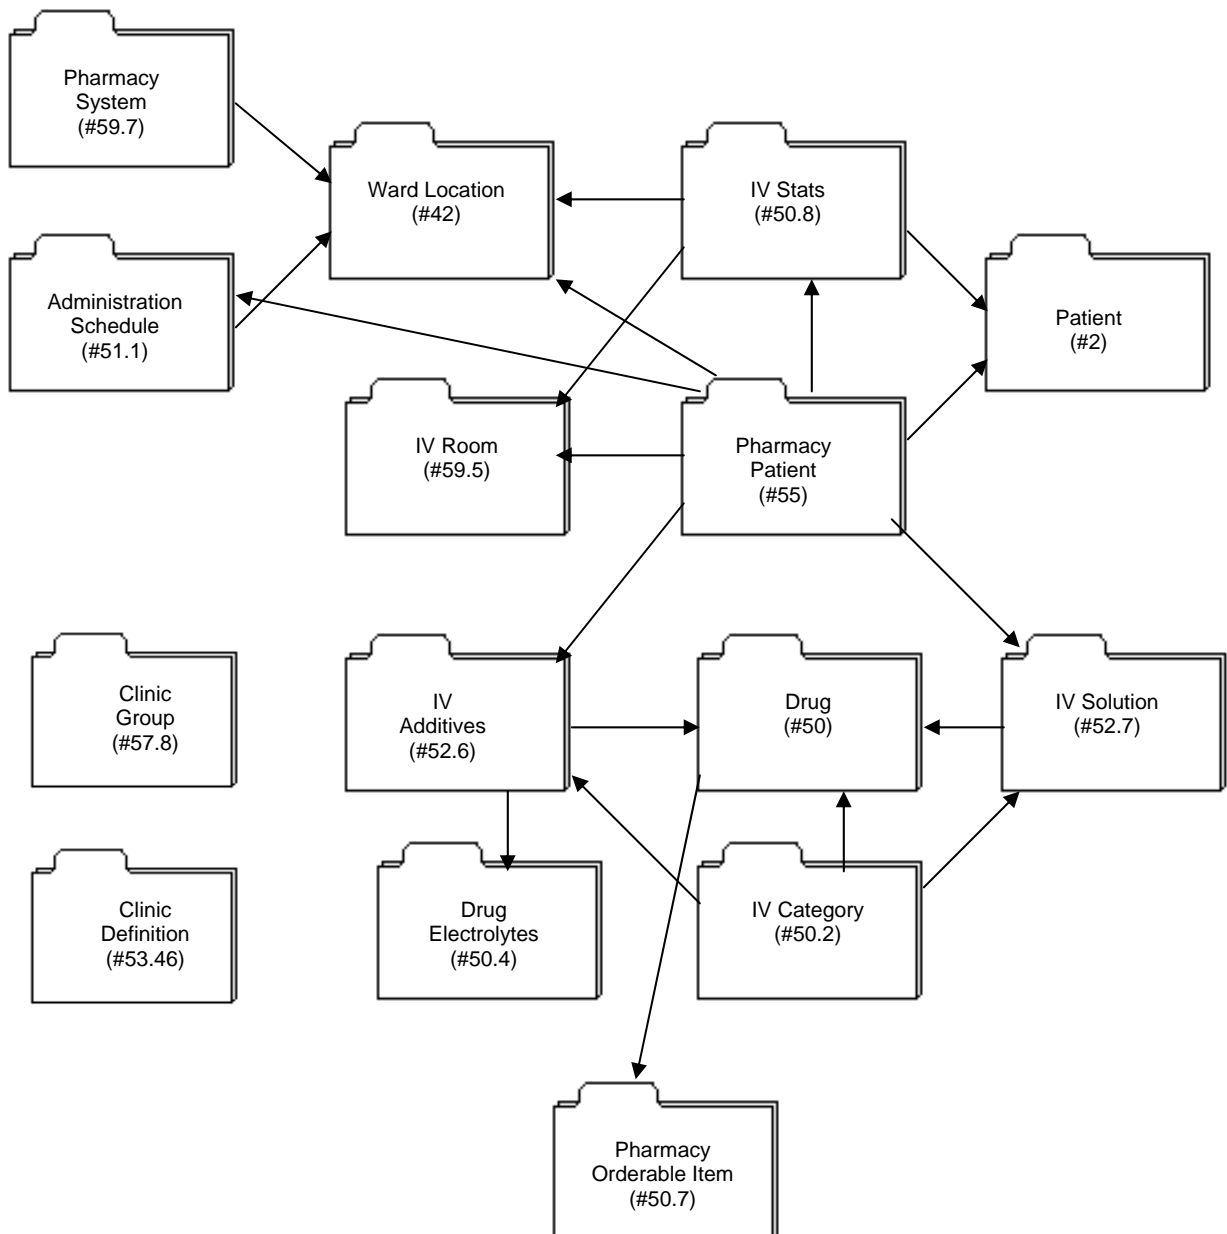 Pharmacy
System
(#59.7)
Ward Location
(#42)
IV Stats
(#50.8)
Administration
Schedule
(#51.1)
Patient
(#2)
IV Room
(#59.5)
Pharmacy
Patient
(#55)
Clinic
Group
(#57.8)
IV
Additives
(#52.6)
Drug
(#50)
IV Solution
(#52.7)
Clinic
Definition
(#53.46)
Drug
Electrolytes
(#50.4)
IV Category
(#50.2)
Pharmacy
Orderable Item
(#50.7)